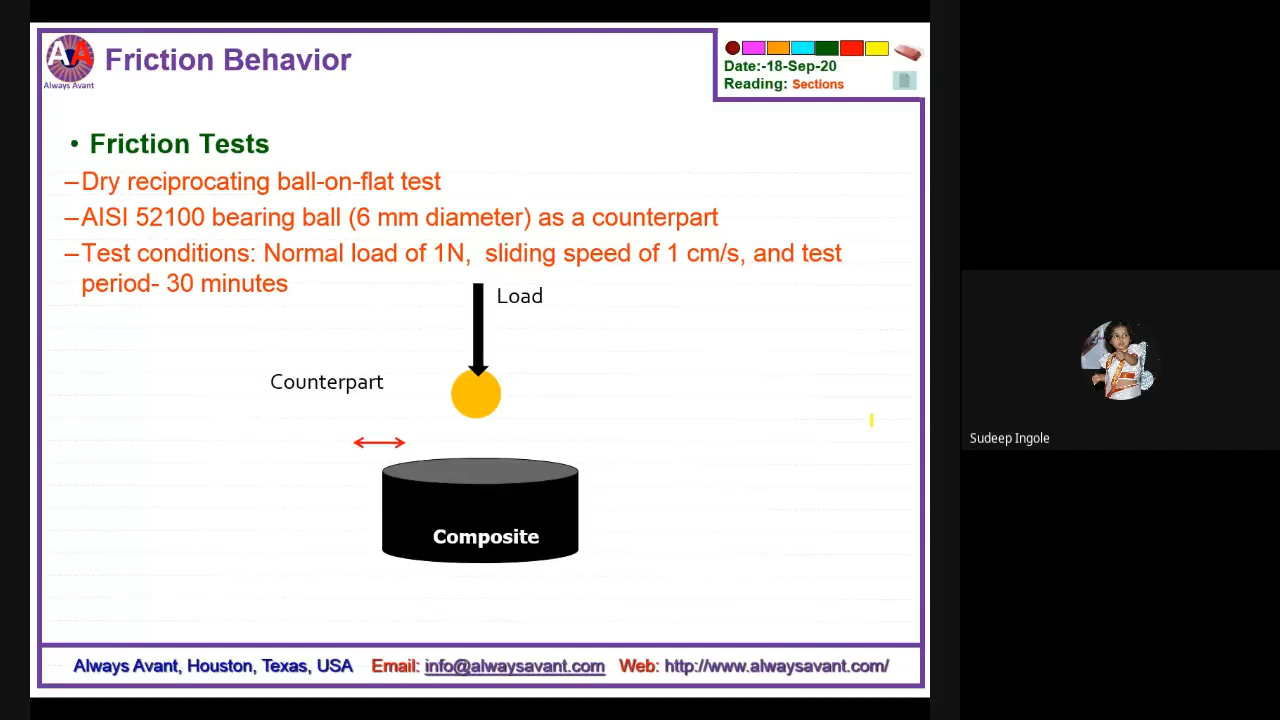 AVA
Always Avant
Friction Behavior
Date:-18-Sep-20
Reading: Sections
• Friction Tests
–Dry reciprocating ball-on-flat test
–AISI 52100 bearing ball (6 mm diameter) as a counterpart
–Test conditions: Normal load of 1N,  sliding speed of 1 cm/s, and test
period- 30 minutes
Load
Counterpart
Composite
Sudeep Ingole
Always Avant, Houston, Texas, USA Email: info@alwaysavant.com Web: http://www.alwaysavant.com/